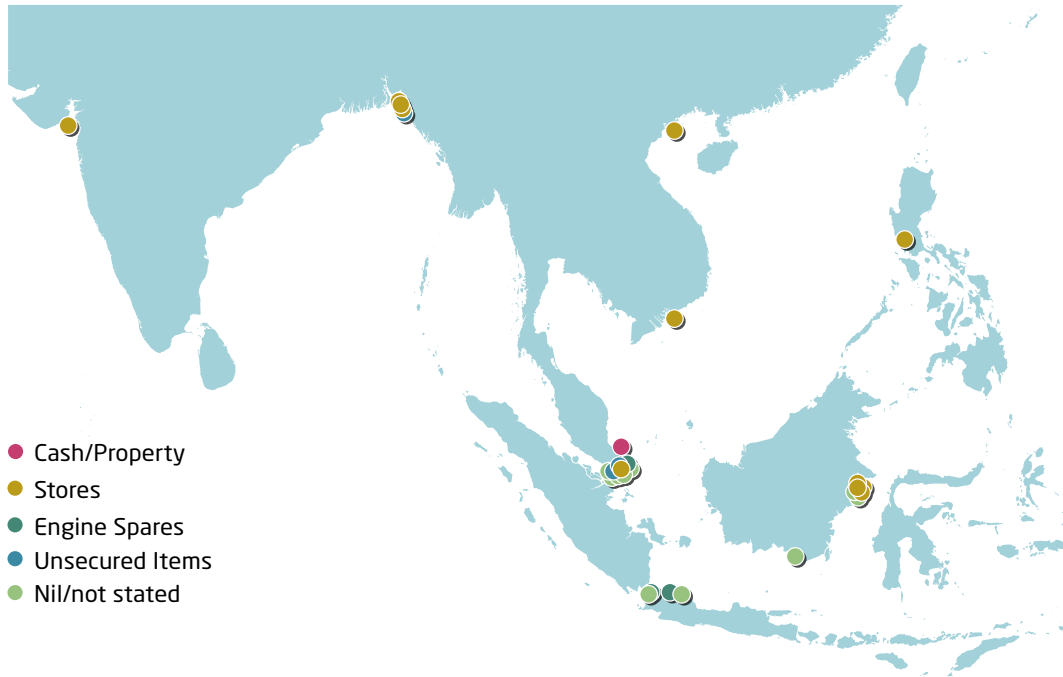 Cash/Property
Stores
Engine Spares
Unsecured Items
Nil/not stated